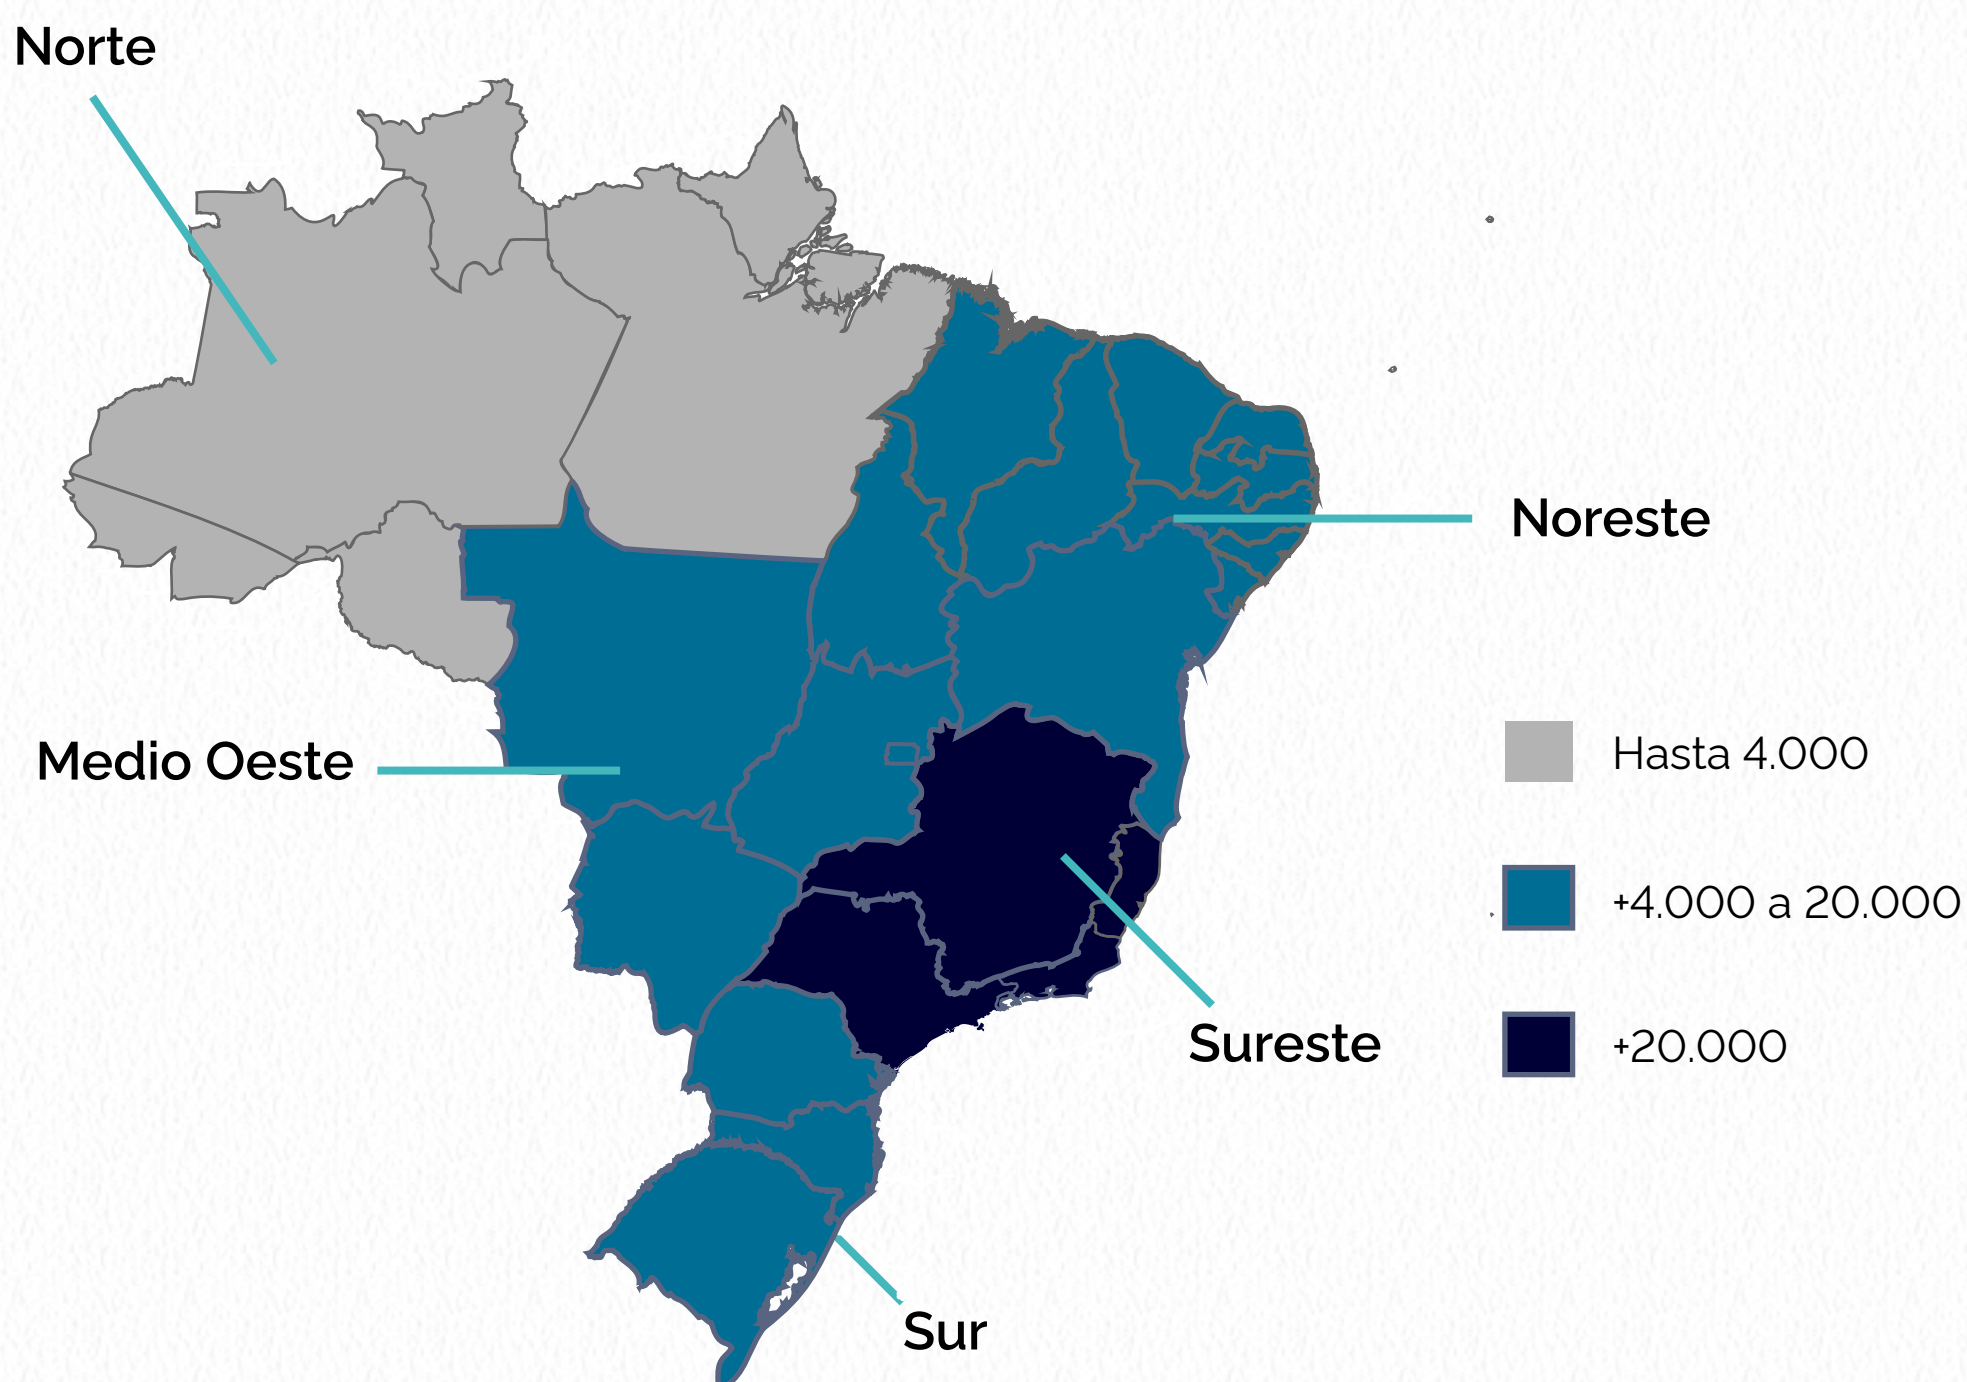 Norte
Noreste
Medio Oeste
Hasta 4.000
+4.000 a 20.000
+20.000
Sureste
Sur